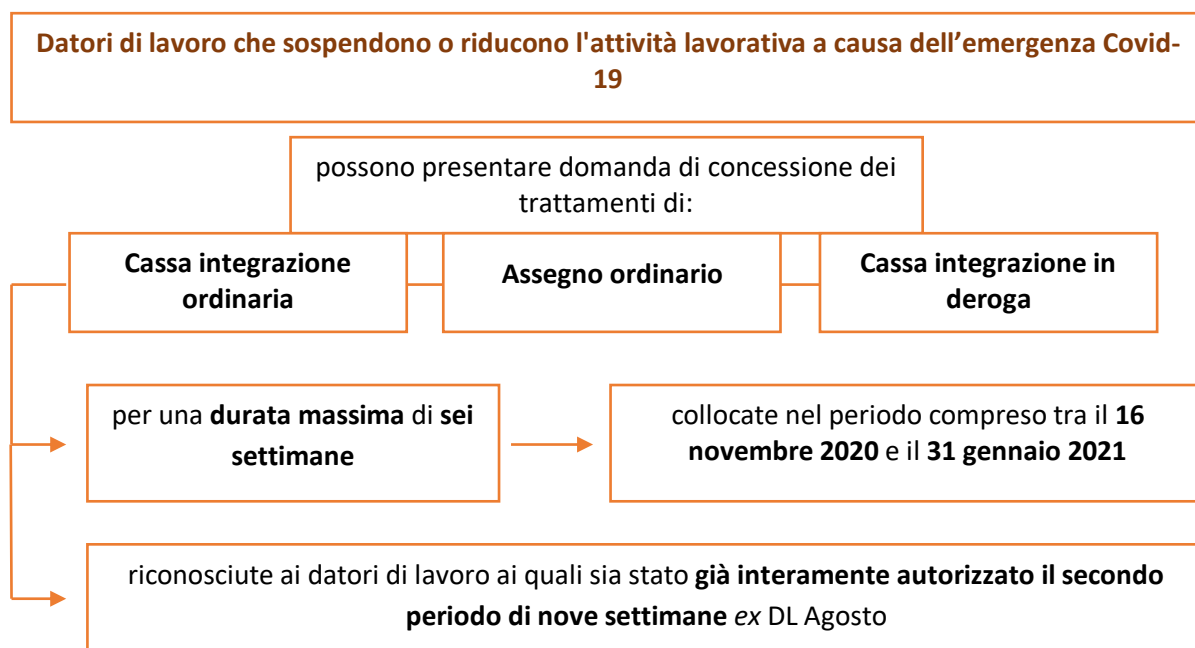 Datori di lavoro che sospendono o riducono l'attività lavorativa a causa dell’emergenza Covid-
19
possono presentare domanda di concessione dei
trattamenti di:
Cassa integrazione
ordinaria
Assegno ordinario
Cassa integrazione in
deroga
per una durata massima di sei
settimane
collocate nel periodo compreso tra il 16
novembre 2020 e il 31 gennaio 2021
riconosciute ai datori di lavoro ai quali sia stato già interamente autorizzato il secondo
periodo di nove settimane ex DL Agosto